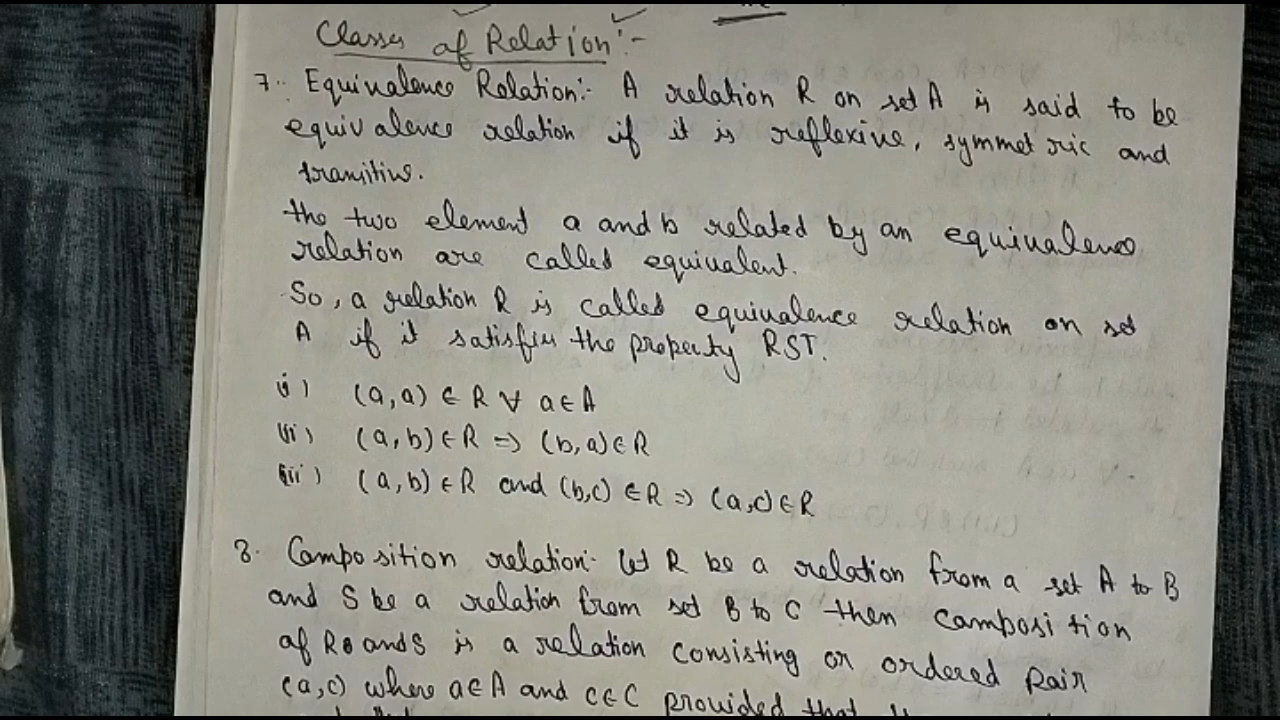 Classes of Relation:-
7. Equivalence Relation:- A relation R on set A is said to be
equivalence relation if it is reflexive, symmetric and
transitive.
the two element a and b related by an equivalence
relation are called equivalent.
So, a relation R is called equivalence relation on set
A if it satisfies the property RST.
i) (a,a) ∈ R ∀ a∈A
(ii) (a,b)∈R => (b,a)∈R
(iii) (a,b)∈R and (b,c)∈R => (a,c)∈R
8. Composition relation:- let R be a relation from a set A to B
and S be a relation from set B to C then composition
of R and S is a relation consisting or ordered pair
(a,c) where a∈A and c∈C provided that